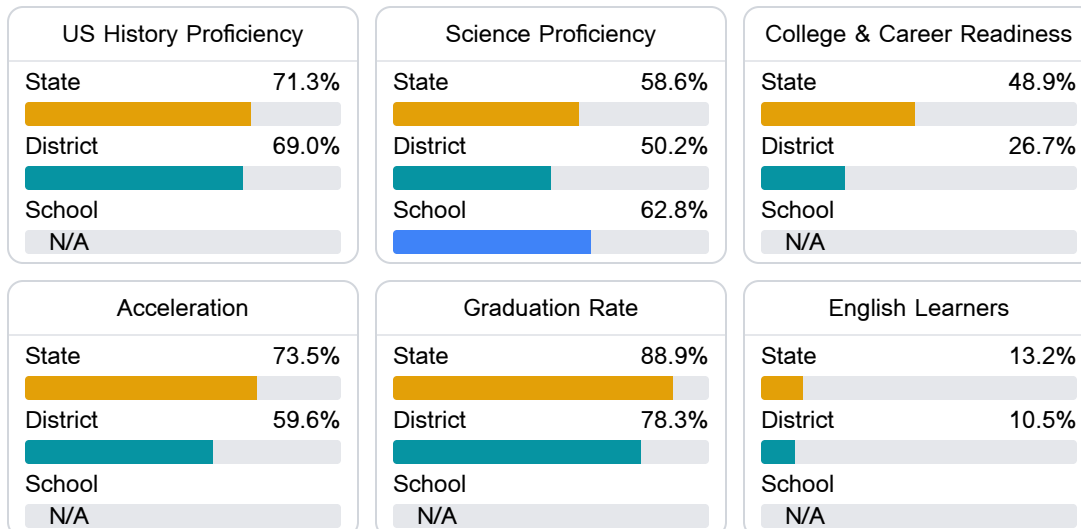 US History Proficiency
State 71.3%
District 69.0%
School
N/A
Science Proficiency
State 58.6%
District 50.2%
School 62.8%
College & Career Readiness
State 48.9%
District 26.7%
School
N/A
Acceleration
State 73.5%
District 59.6%
School
N/A
Graduation Rate
State 88.9%
District 78.3%
School
N/A
English Learners
State 13.2%
District 10.5%
School
N/A